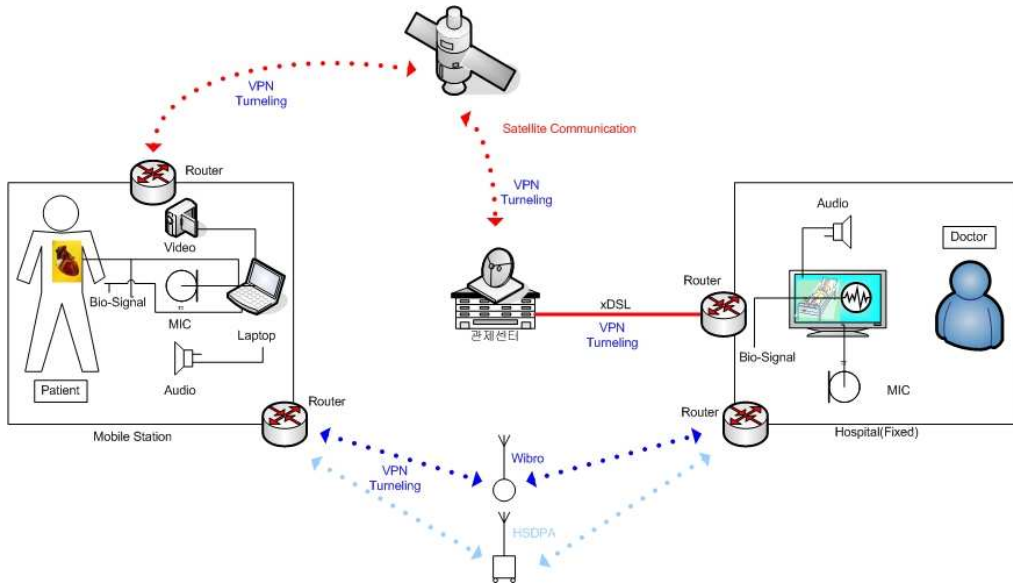 VPN
Turneling
Satellite Communication
Router
VPN
Turneling
Video
Bio-Signal
MIC
Laptop
Audio
Patient
Router
Mobile Station
관제센터
xDSL
VPN
Turneling
Router
Audio
Doctor
Bio-Signal
MIC
Router
Hospital(Fixed)
VPN
Turneling
Wibro
HSDPA